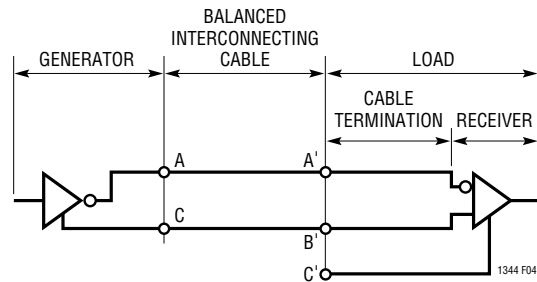 BALANCED
INTERCONNECTING
CABLE
GENERATOR
LOAD
CABLE
TERMINATION
RECEIVER
A
A'
C
B'
C'
1344 F04